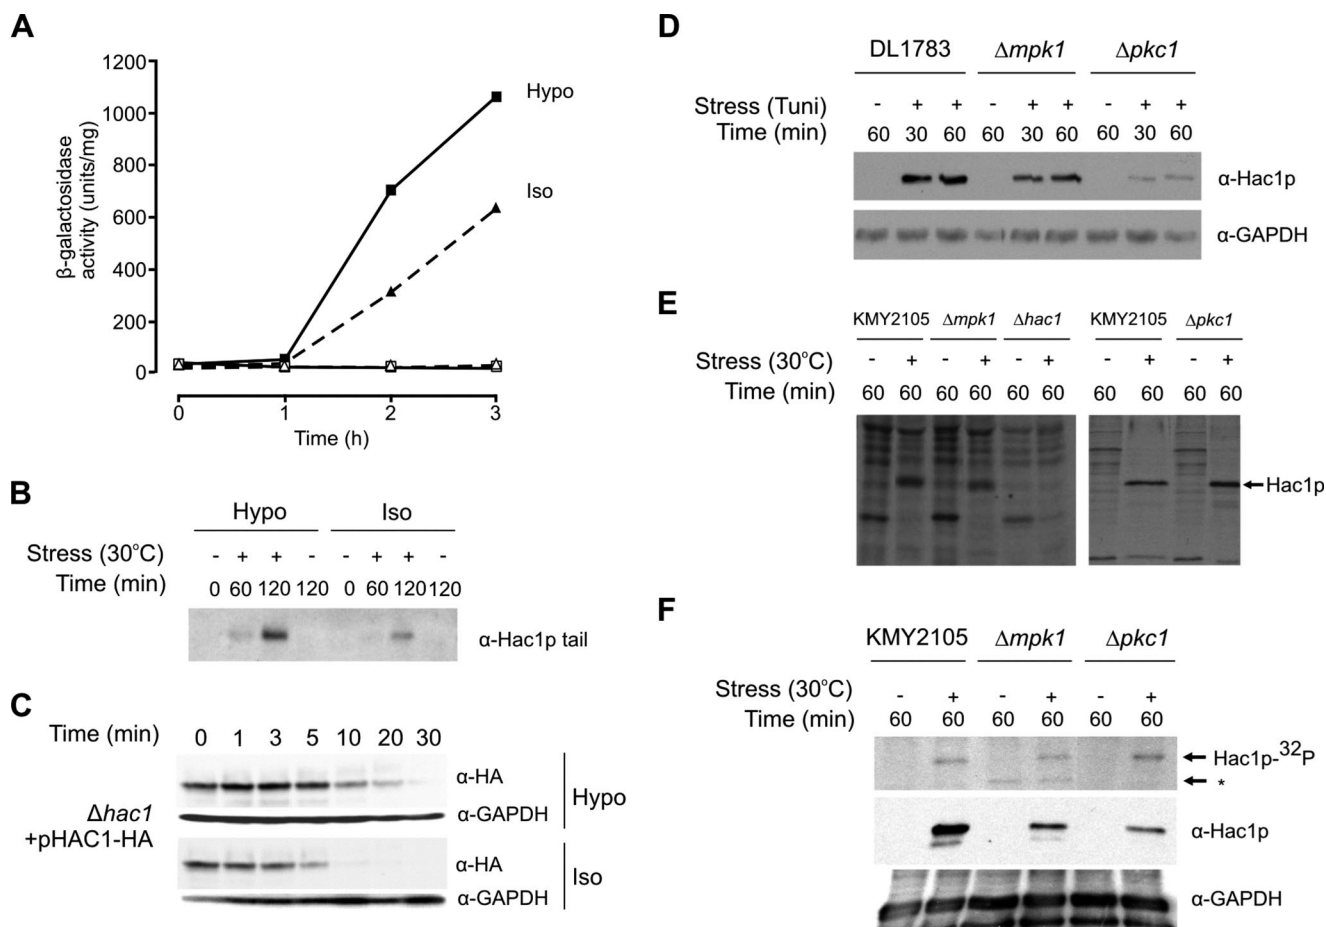 A
1200
1000
800
600
400
200
0
β-galactosidase
activity (units/mg)
Hypo
Iso
0 1 2 3
Time (h)
B
Hypo Iso
Stress (30°C) - + + - - + + -
Time (min) 0 60 120 120 0 60 120 120
α-Hac1p tail
C
Time (min) 0 1 3 5 10 20 30
α-HA
α-GAPDH
Hypo
Δhac1
+pHAC1-HA
α-HA
α-GAPDH
Iso
D
DL1783 Δmpk1 Δpkc1
Stress (Tuni) - + + - + + - + +
Time (min) 60 30 60 60 30 60 60 30 60
α-Hac1p
α-GAPDH
E
KMY2105 Δmpk1 Δhac1 KMY2105 Δpkc1
Stress (30°C) - + - + - + - + - +
Time (min) 60 60 60 60 60 60 60 60 60 60
Hac1p
F
KMY2105 Δmpk1 Δpkc1
Stress (30°C) - + - + - +
Time (min) 60 60 60 60 60 60
Hac1p-³²P
*
α-Hac1p
α-GAPDH